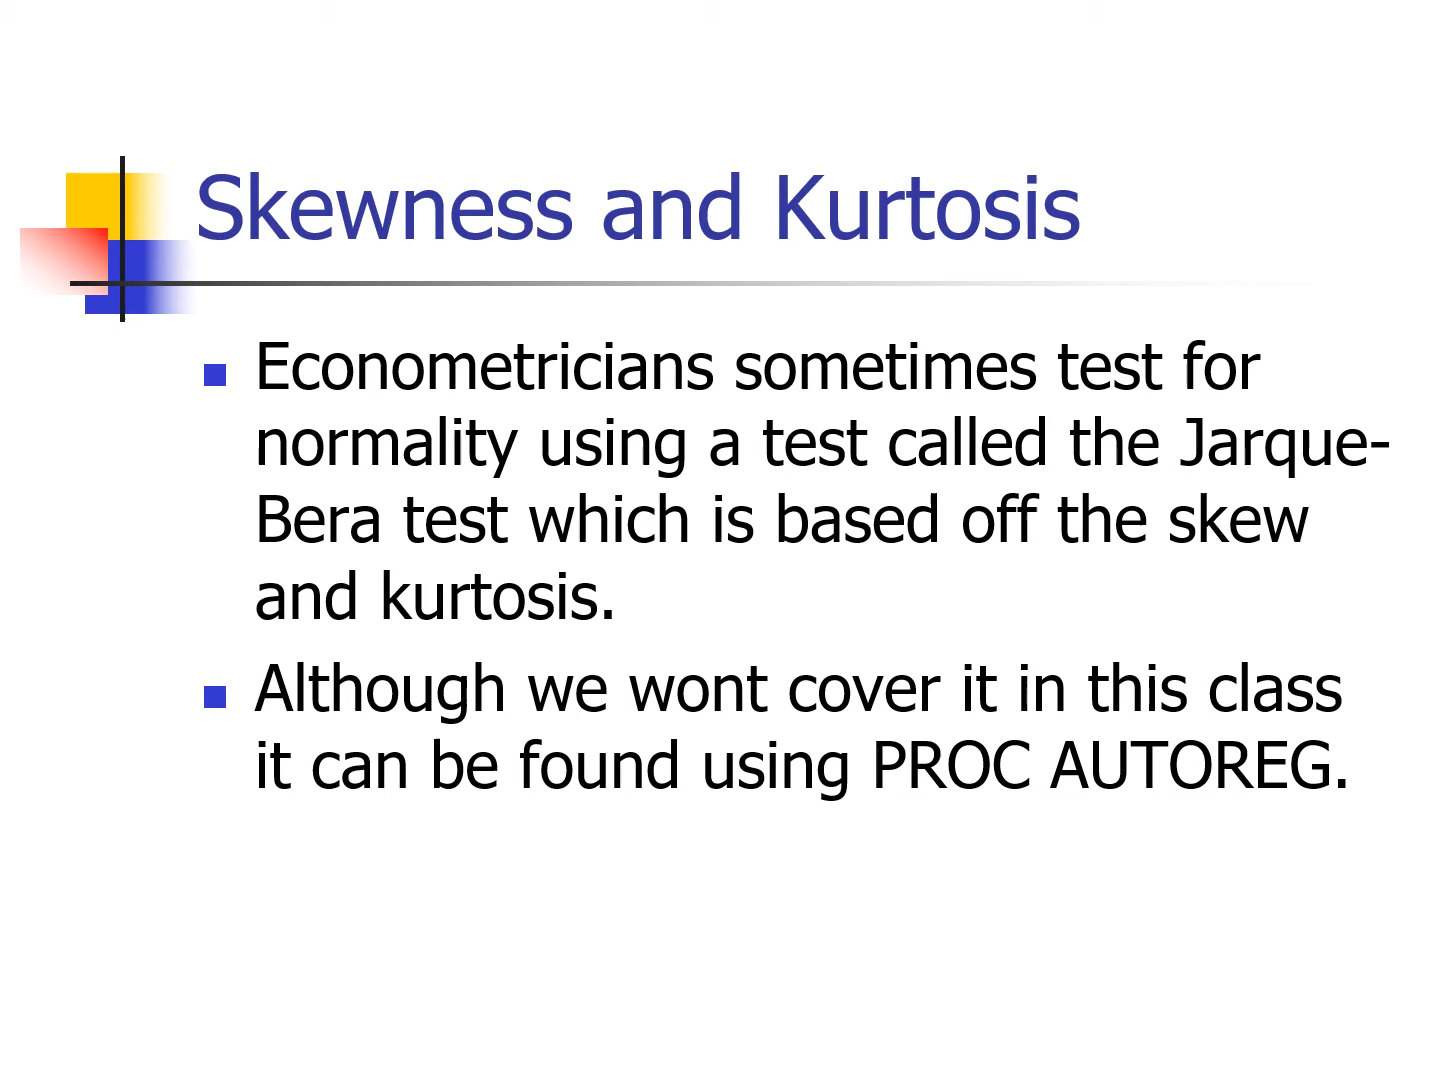 Skewness and Kurtosis
Econometricians sometimes test for
normality using a test called the Jarque-
Bera test which is based off the skew
and kurtosis.
Although we wont cover it in this class
it can be found using PROC AUTOREG.